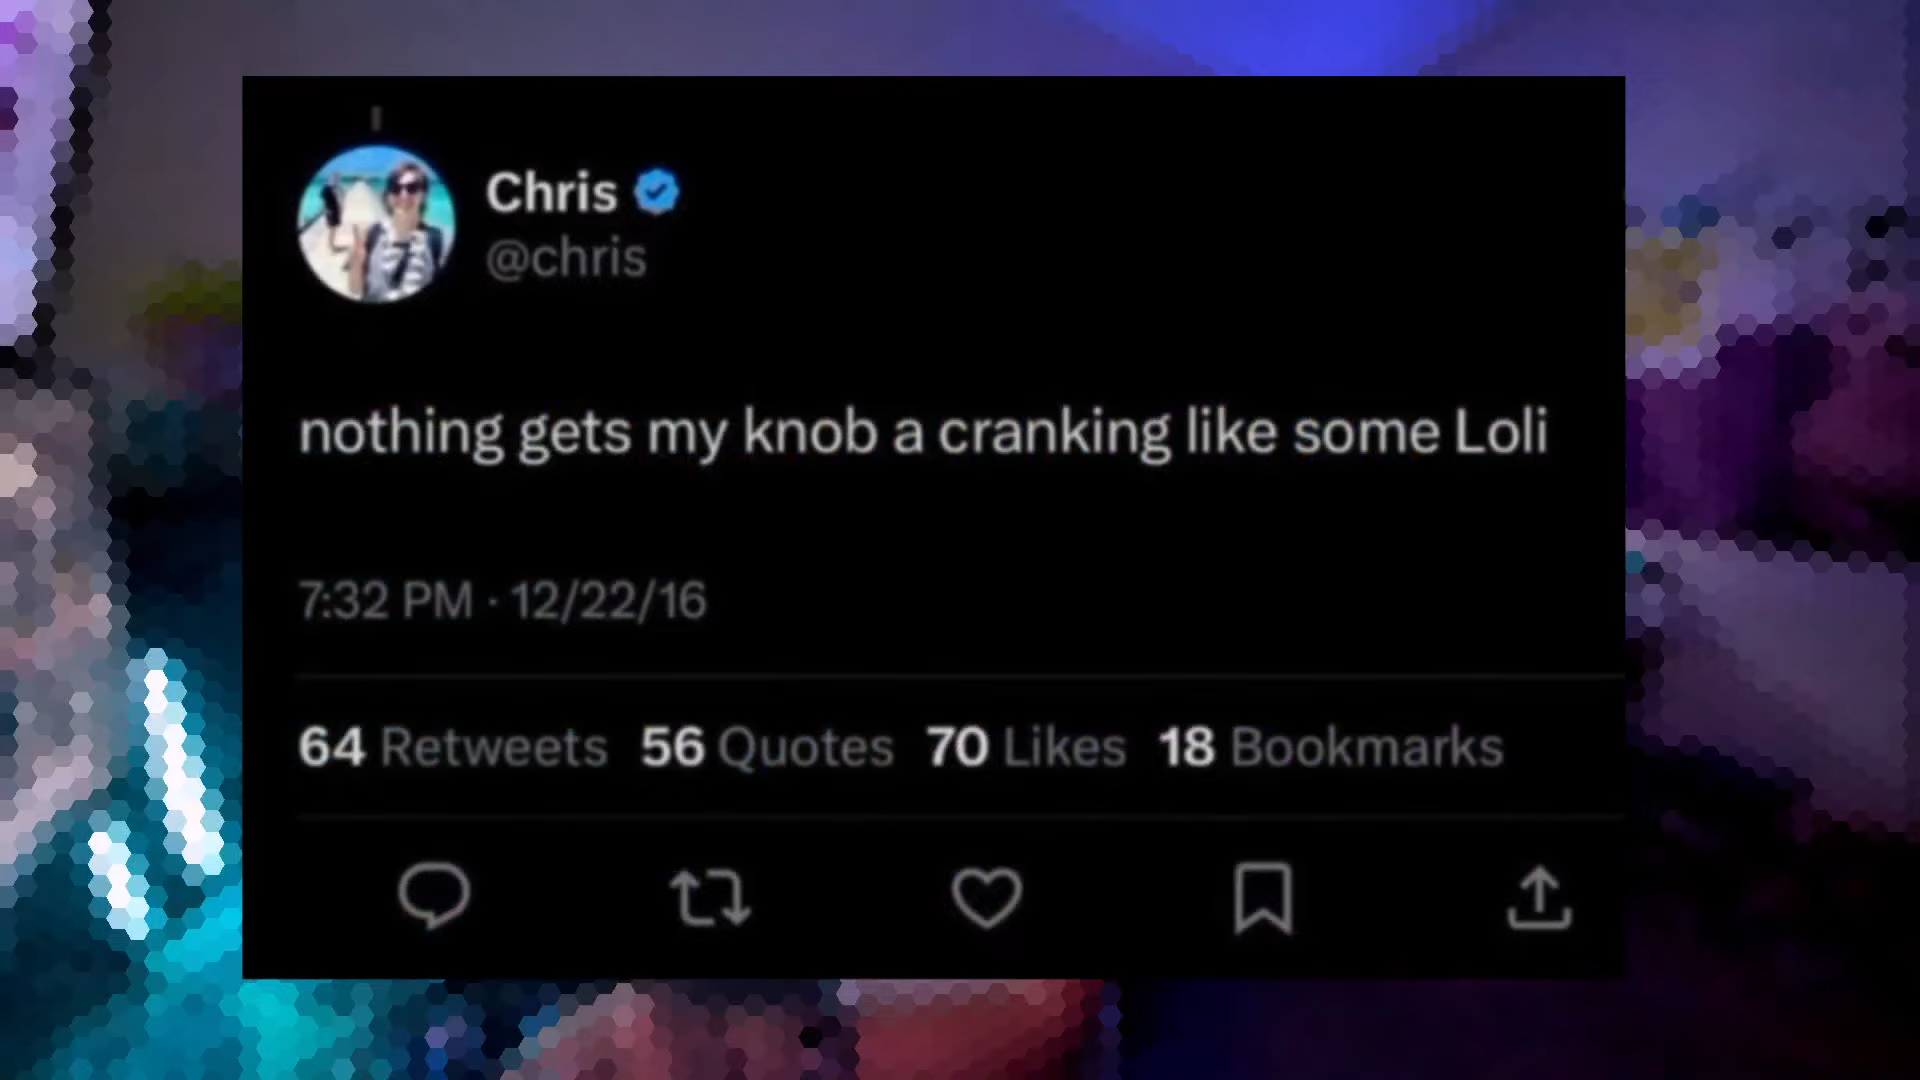 Chris
@chris
nothing gets my knob a cranking like some Loli
7:32 PM · 12/22/16
64 Retweets 56 Quotes 70 Likes 18 Bookmarks